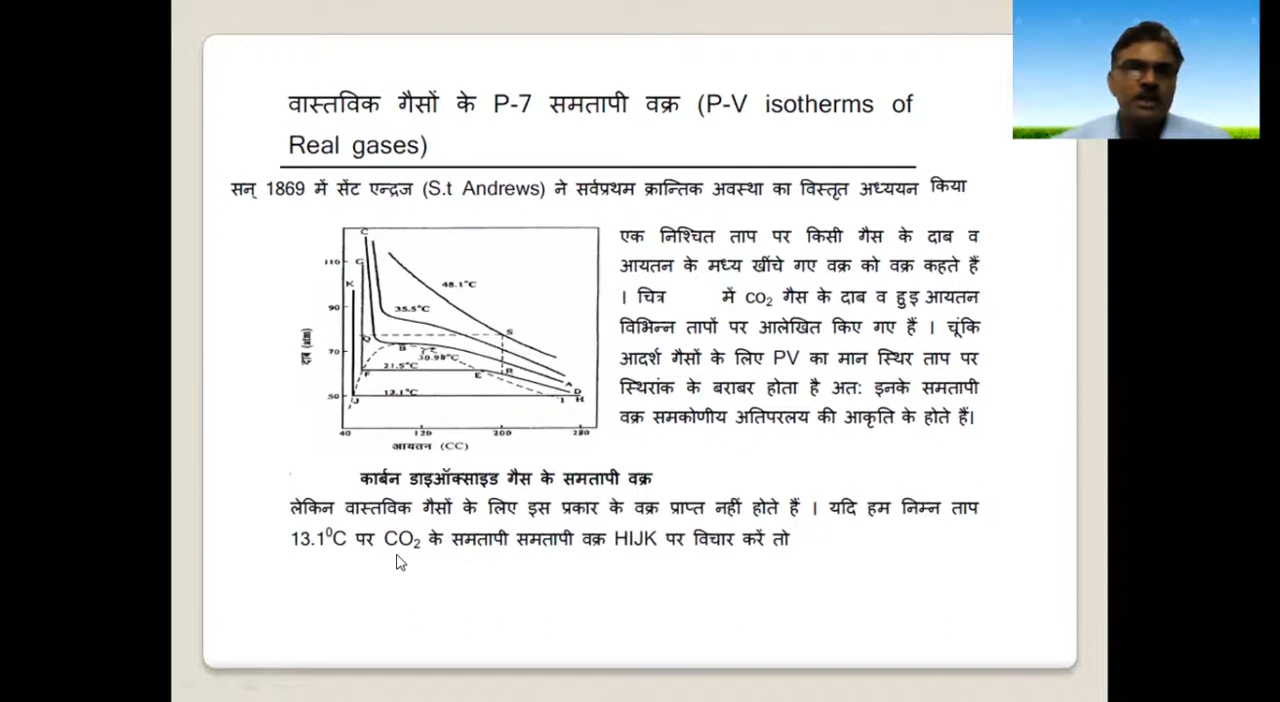 वास्तविक गैसों के P-7 समतापी वक्र (P-V isotherms of
Real gases)
सन् 1869 में सेंट एन्द्रज (S.t Andrews) ने सर्वप्रथम क्रान्तिक अवस्था का विस्तृत अध्ययन किया
एक निश्चित ताप पर किसी गैस के दाब व
आयतन के मध्य खींचे गए वक्र को वक्र कहते हैं
। चित्र में co₂ गैस के दाब व हुइ आयतन
विभिन्न तापों पर आलेखित किए गए हैं । चूंकि
आदर्श गैसों के लिए PV का मान स्थिर ताप पर
स्थिरांक के बराबर होता है अत: इनके समतापी
वक्र समकोणीय अतिपरलय की आकृति के होते हैं।
C
110
G
K
48.1°C
90
35.5°C
S
दाब (atm)
B
70
30.98°C
21.5°C
F
E
R
A
D
50
13.1°C
J
I
H
40
120
200
280
आयतन (CC)
कार्बन डाइऑक्साइड गैस के समतापी वक्र
लेकिन वास्तविक गैसों के लिए इस प्रकार के वक्र प्राप्त नहीं होते हैं । यदि हम निम्न ताप
13.1⁰C पर CO₂ के समतापी समतापी वक्र HIJK पर विचार करें तो